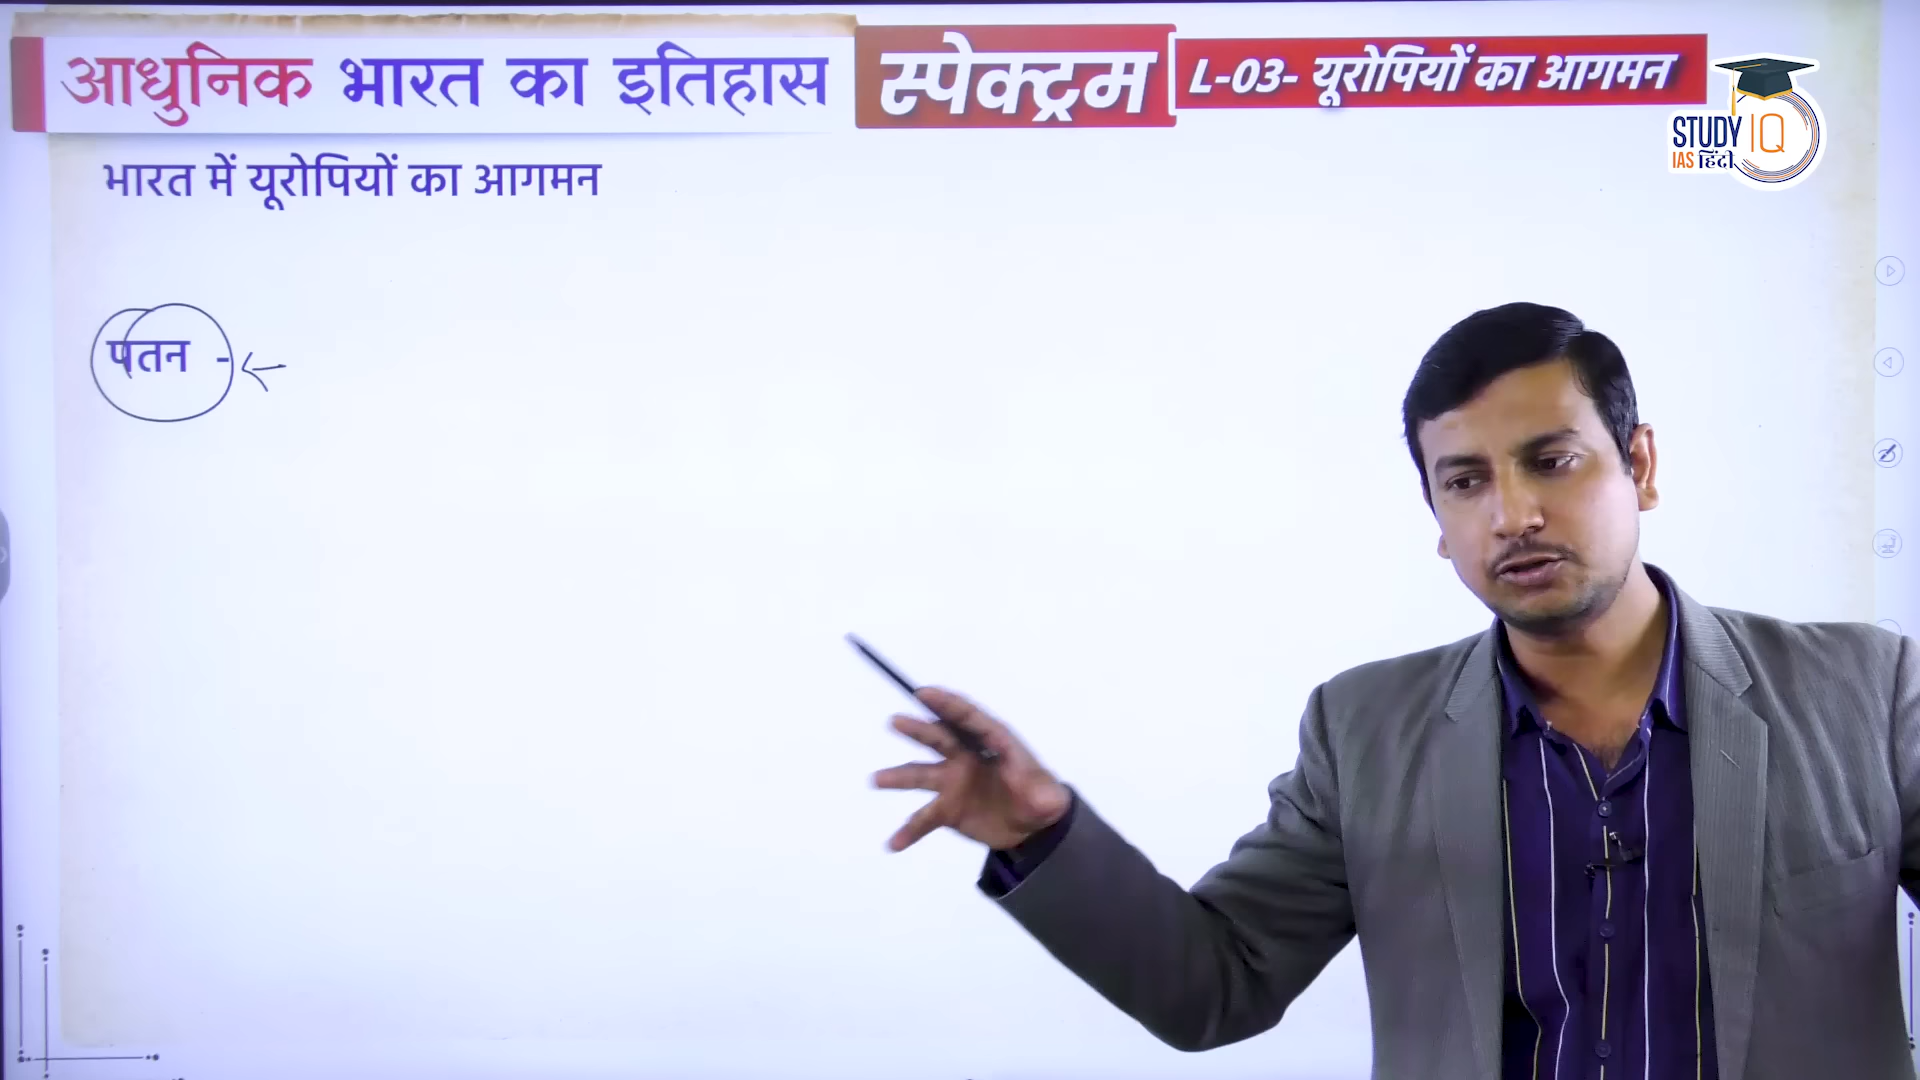 आधुनिक भारत का इतिहास स्पेक्ट्रम L-03- यूरोपियों का आगमन
STUDY IQ
IAS हिंदी
भारत में यूरोपियों का आगमन
पतन -